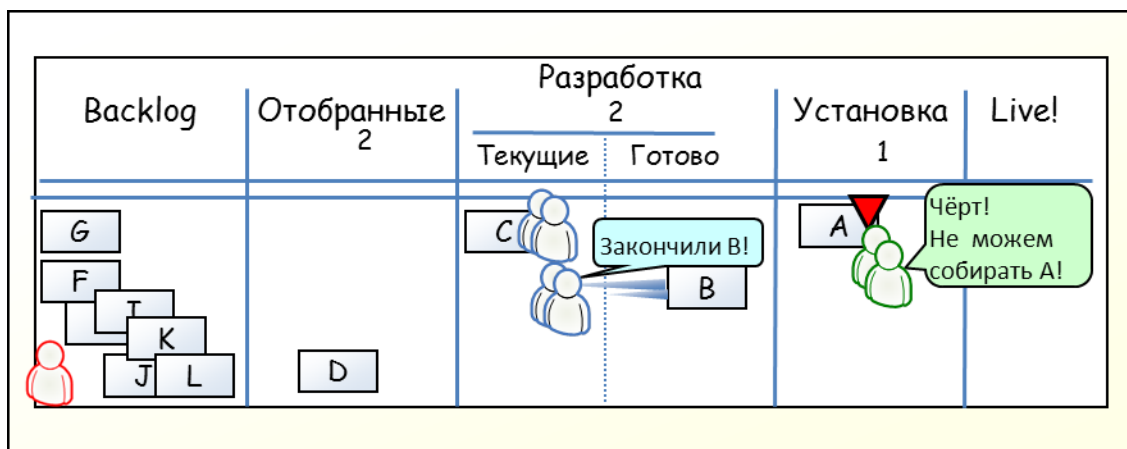 Разработка
Backlog
Отобранные
2
2
Установка
1
Live!
Текущие
Готово
G
C
Закончили В!
A
Чёрт!
Не можем
собирать А!
F
B
K
J
L
D